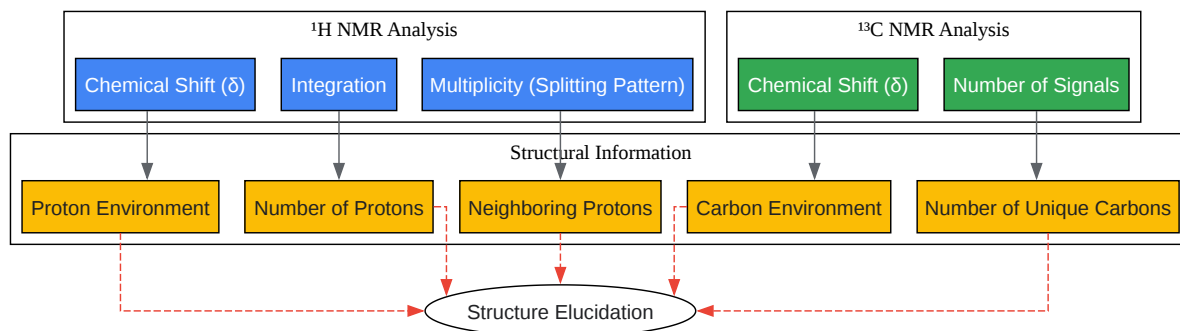 ¹H NMR Analysis
¹³C NMR Analysis
Chemical Shift (δ)
Integration
Multiplicity (Splitting Pattern)
Chemical Shift (δ)
Number of Signals
Structural Information
Proton Environment
Number of Protons
Neighboring Protons
Carbon Environment
Number of Unique Carbons
Structure Elucidation